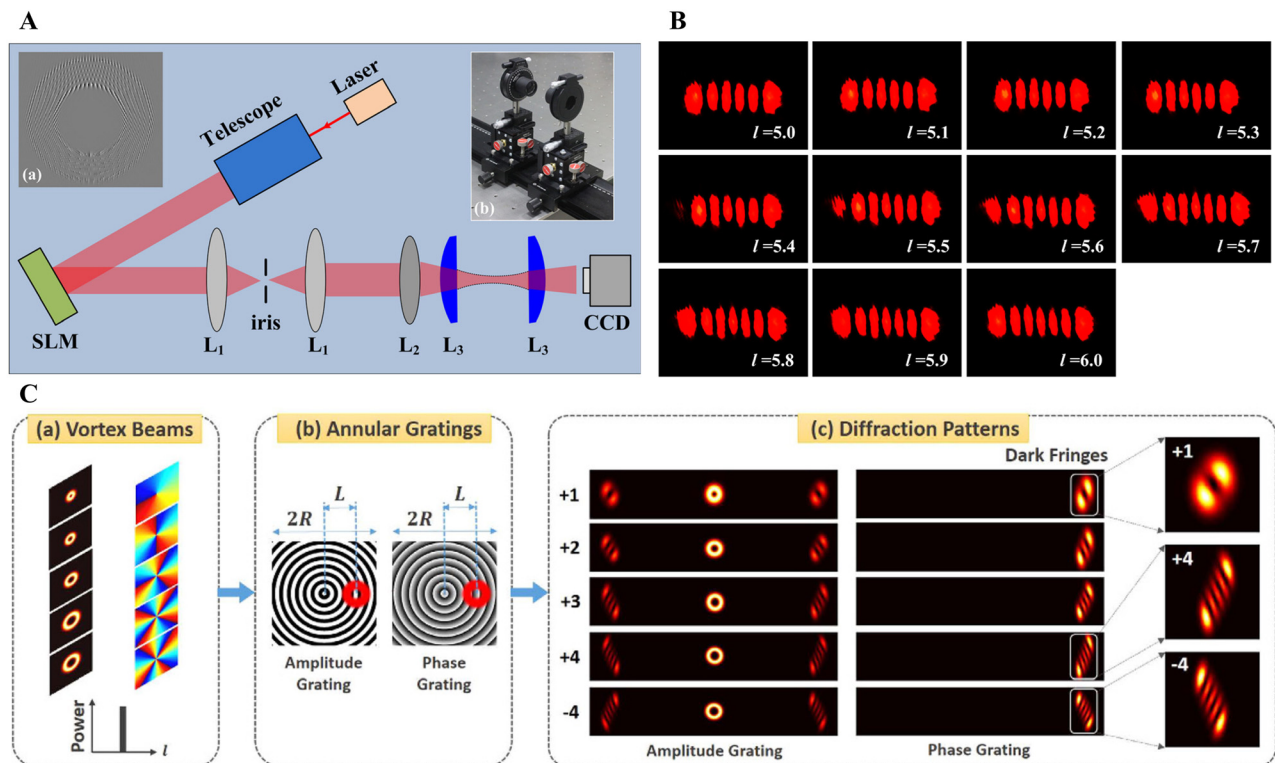 A
B
(a)
Telescope
Laser
(b)
SLM
L₁
iris
L₁
L₂
L₃
L₃
CCD
l =5.0
l =5.1
l =5.2
l =5.3
l =5.4
l =5.5
l =5.6
l =5.7
l =5.8
l =5.9
l =6.0
C
(a) Vortex Beams
Power
l
(b) Annular Gratings
L
L
2R
2R
Amplitude
Grating
Phase
Grating
(c) Diffraction Patterns
Dark Fringes
+1
+2
+3
+4
-4
Amplitude Grating
Phase Grating
+1
+4
-4